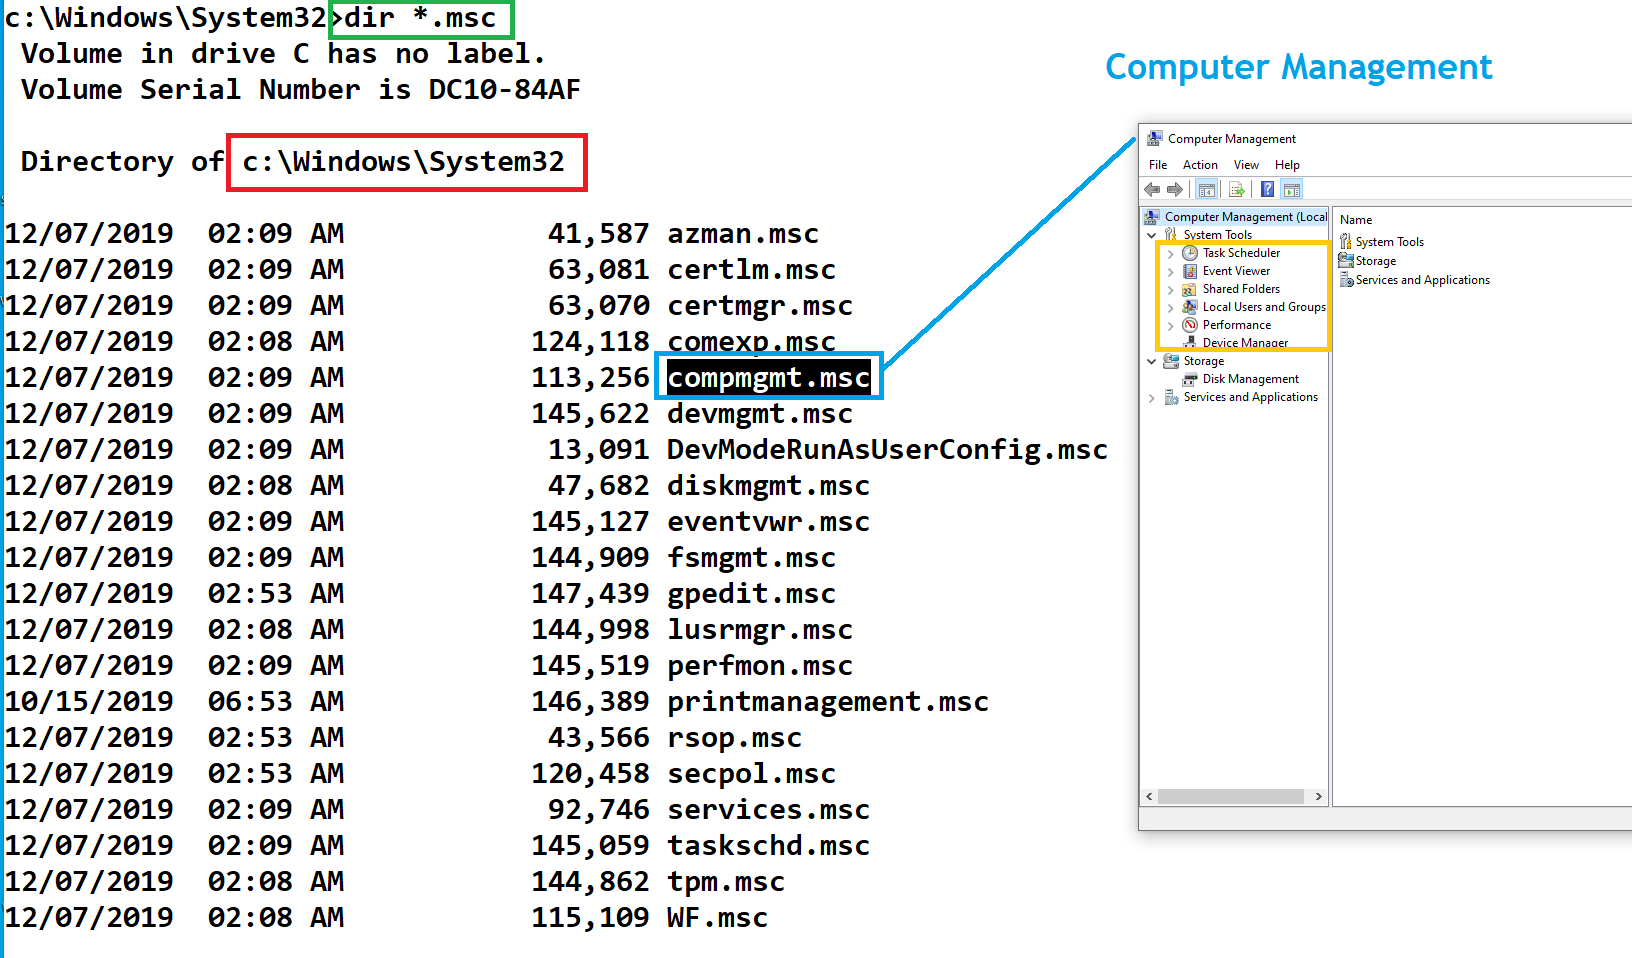 c:\Windows\System32>dir *.msc
Volume in drive C has no label.
Volume Serial Number is DC10-84AF
Directory of c:\Windows\System32
12/07/2019  02:09 AM            41,587 azman.msc
12/07/2019  02:09 AM            63,081 certlm.msc
12/07/2019  02:09 AM            63,070 certmgr.msc
12/07/2019  02:08 AM           124,118 comexp.msc
12/07/2019  02:09 AM           113,256 compmgmt.msc
12/07/2019  02:09 AM           145,622 devmgmt.msc
12/07/2019  02:09 AM            13,091 DevModeRunAsUserConfig.msc
12/07/2019  02:08 AM            47,682 diskmgmt.msc
12/07/2019  02:09 AM           145,127 eventvwr.msc
12/07/2019  02:09 AM           144,909 fsmgmt.msc
12/07/2019  02:53 AM           147,439 gpedit.msc
12/07/2019  02:08 AM           144,998 lusrmgr.msc
12/07/2019  02:09 AM           145,519 perfmon.msc
10/15/2019  06:53 AM           146,389 printmanagement.msc
12/07/2019  02:53 AM            43,566 rsop.msc
12/07/2019  02:53 AM           120,458 secpol.msc
12/07/2019  02:09 AM            92,746 services.msc
12/07/2019  02:09 AM           145,059 taskschd.msc
12/07/2019  02:08 AM           144,862 tpm.msc
12/07/2019  02:08 AM           115,109 WF.msc
Computer Management
Computer Management
File Action View Help
Computer Management (Local
System Tools
Task Scheduler
Event Viewer
Shared Folders
Local Users and Groups
Performance
Device Manager
Storage
Disk Management
Services and Applications
Name
System Tools
Storage
Services and Applications